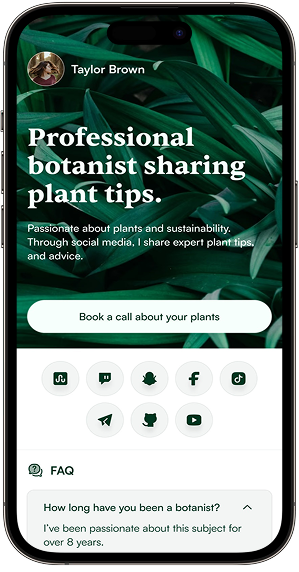 Taylor Brown
Professional
botanist sharing
plant tips.
Passionate about plants and sustainability.
Through social media, I share expert plant tips,
and advice.
Book a call about your plants
FAQ
How long have you been a botanist?
I've been passionate about this subject for
over 8 years.